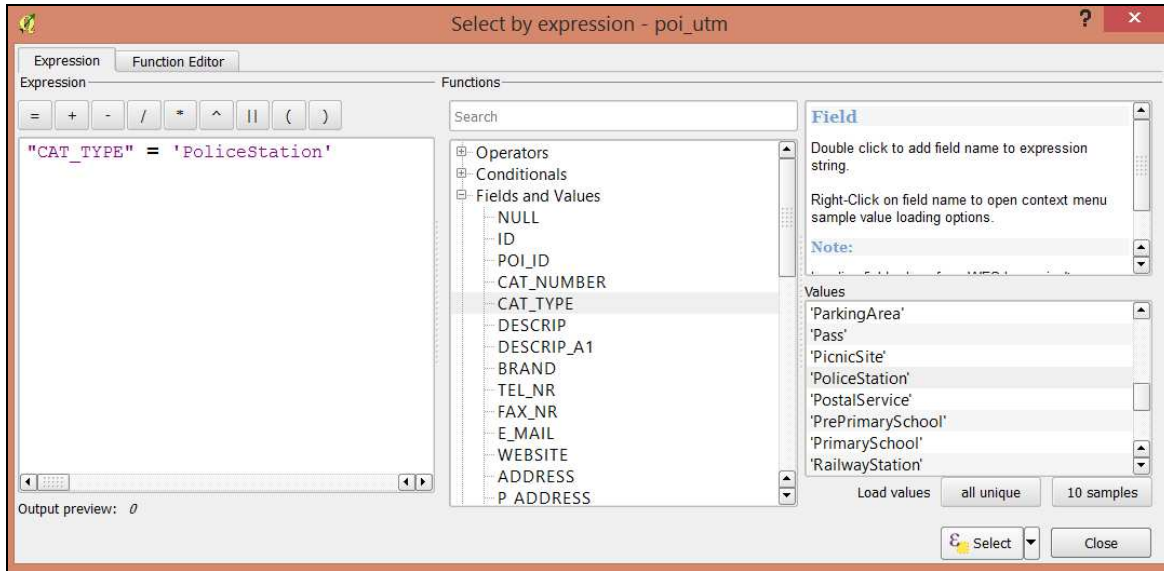 Select by expression - poi_utm
? ×
Expression Function Editor
Expression
= + - / * ^ || ( )
"CAT_TYPE" = 'PoliceStation'
Output preview: 0
Functions
Search
Operators
Conditionals
Fields and Values
NULL
ID
POI_ID
CAT_NUMBER
CAT_TYPE
DESCRIP
DESCRIP_A1
BRAND
TEL_NR
FAX_NR
E_MAIL
WEBSITE
ADDRESS
P_ADDRESS
Field
Double click to add field name to expression
string.
Right-Click on field name to open context menu
sample value loading options.
Note:
Values
'ParkingArea'
'Pass'
'PicnicSite'
'PoliceStation'
'PostalService'
'PrePrimarySchool'
'PrimarySchool'
'RailwayStation'
Load values all unique 10 samples
Select Close